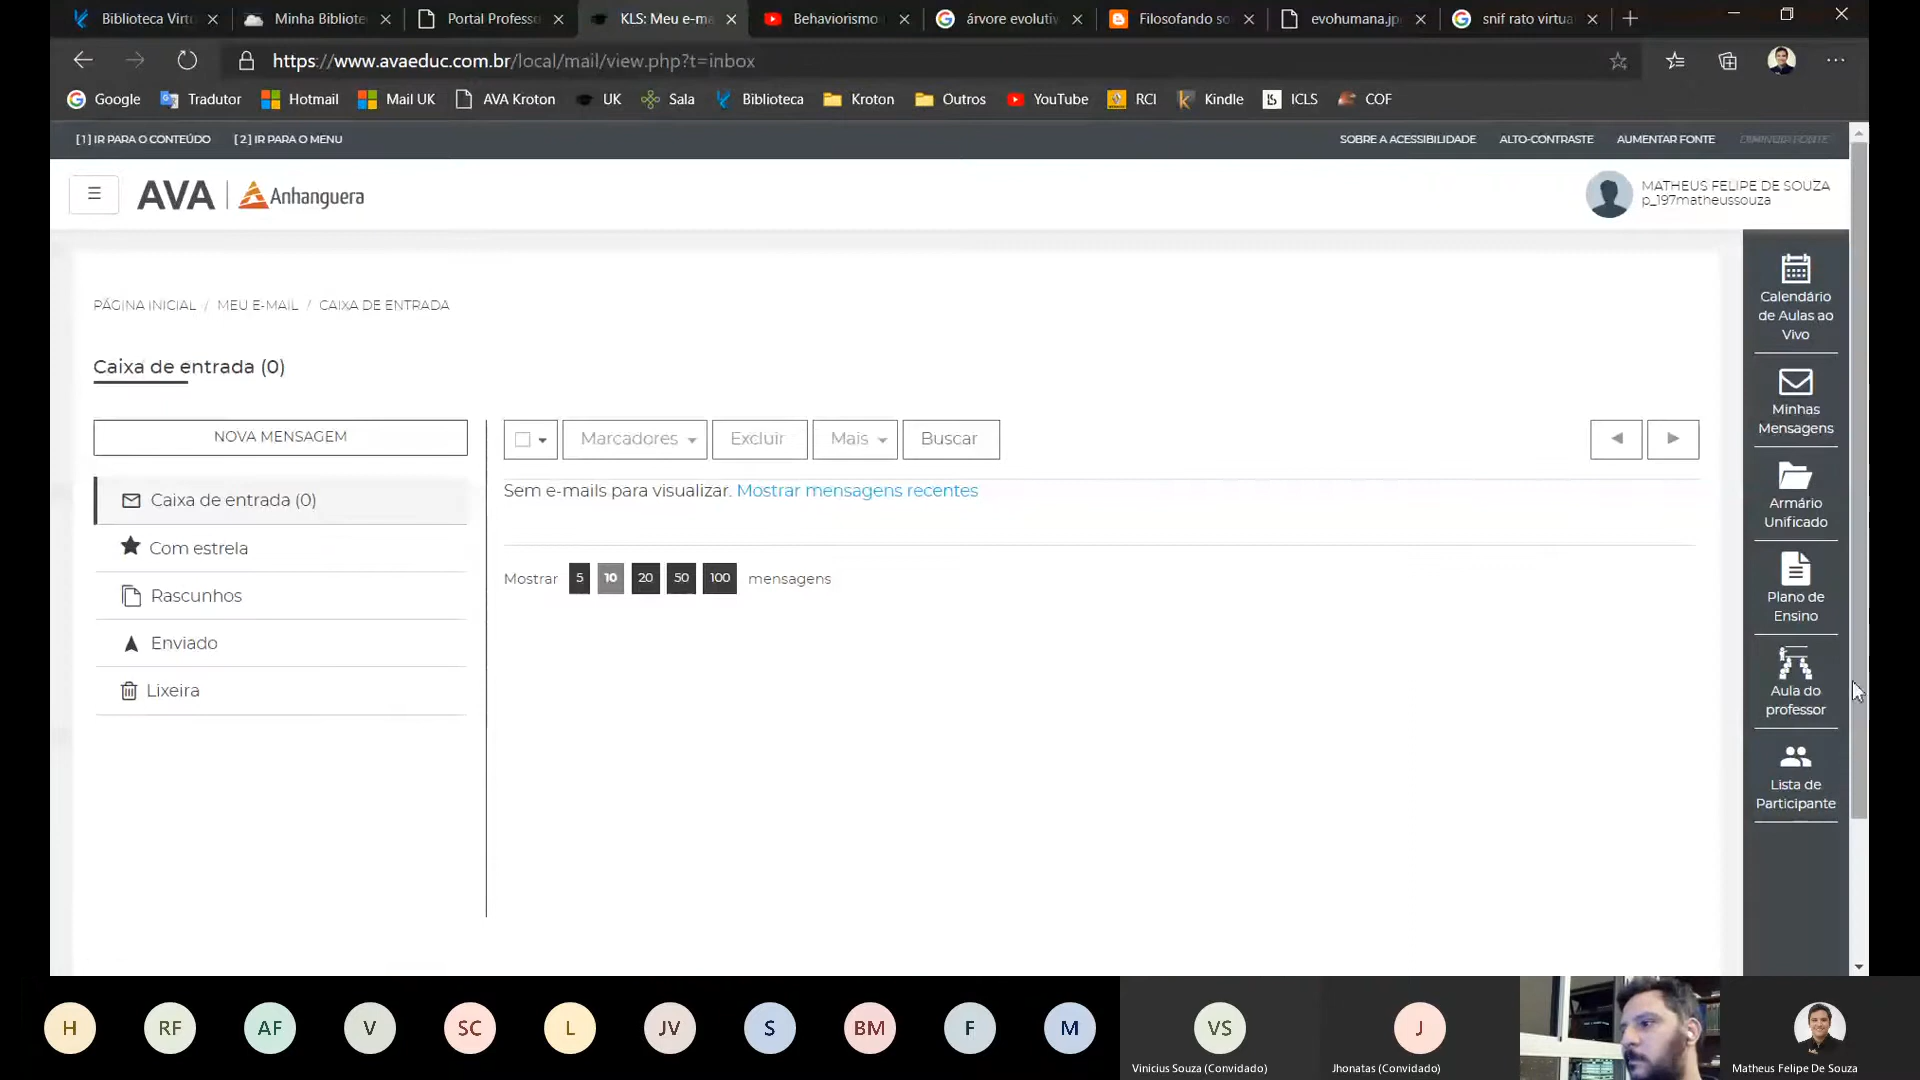 Biblioteca Virtu
Minha Bibliote
Portal Professo
KLS: Meu e-ma
Behaviorismo
árvore evolutiv
Filosofando so
evohumana.jp
snif rato virtua
https://www.avaeduc.com.br/local/mail/view.php?t=inbox
Google
Tradutor
Hotmail
Mail UK
AVA Kroton
UK
Sala
Biblioteca
Kroton
Outros
YouTube
RCI
Kindle
ICLS
COF
[1] IR PARA O CONTEÚDO
[2] IR PARA O MENU
SOBRE A ACESSIBILIDADE
ALTO-CONTRASTE
AUMENTAR FONTE
AVA
Anhanguera
MATHEUS FELIPE DE SOUZA
p_197matheussouza
PÁGINA INICIAL / MEU E-MAIL / CAIXA DE ENTRADA
Caixa de entrada (0)
NOVA MENSAGEM
Caixa de entrada (0)
Com estrela
Rascunhos
Enviado
Lixeira
Marcadores
Excluir
Mais
Buscar
Sem e-mails para visualizar. Mostrar mensagens recentes
Mostrar 5 10 20 50 100 mensagens
Calendário
de Aulas ao
Vivo
Minhas
Mensagens
Armário
Unificado
Plano de
Ensino
Aula do
professor
Lista de
Participante
H
RF
AF
V
SC
L
JV
S
BM
F
M
VS
Vinicius Souza (Convidado)
J
Jhonatas (Convidado)
Matheus Felipe De Souza